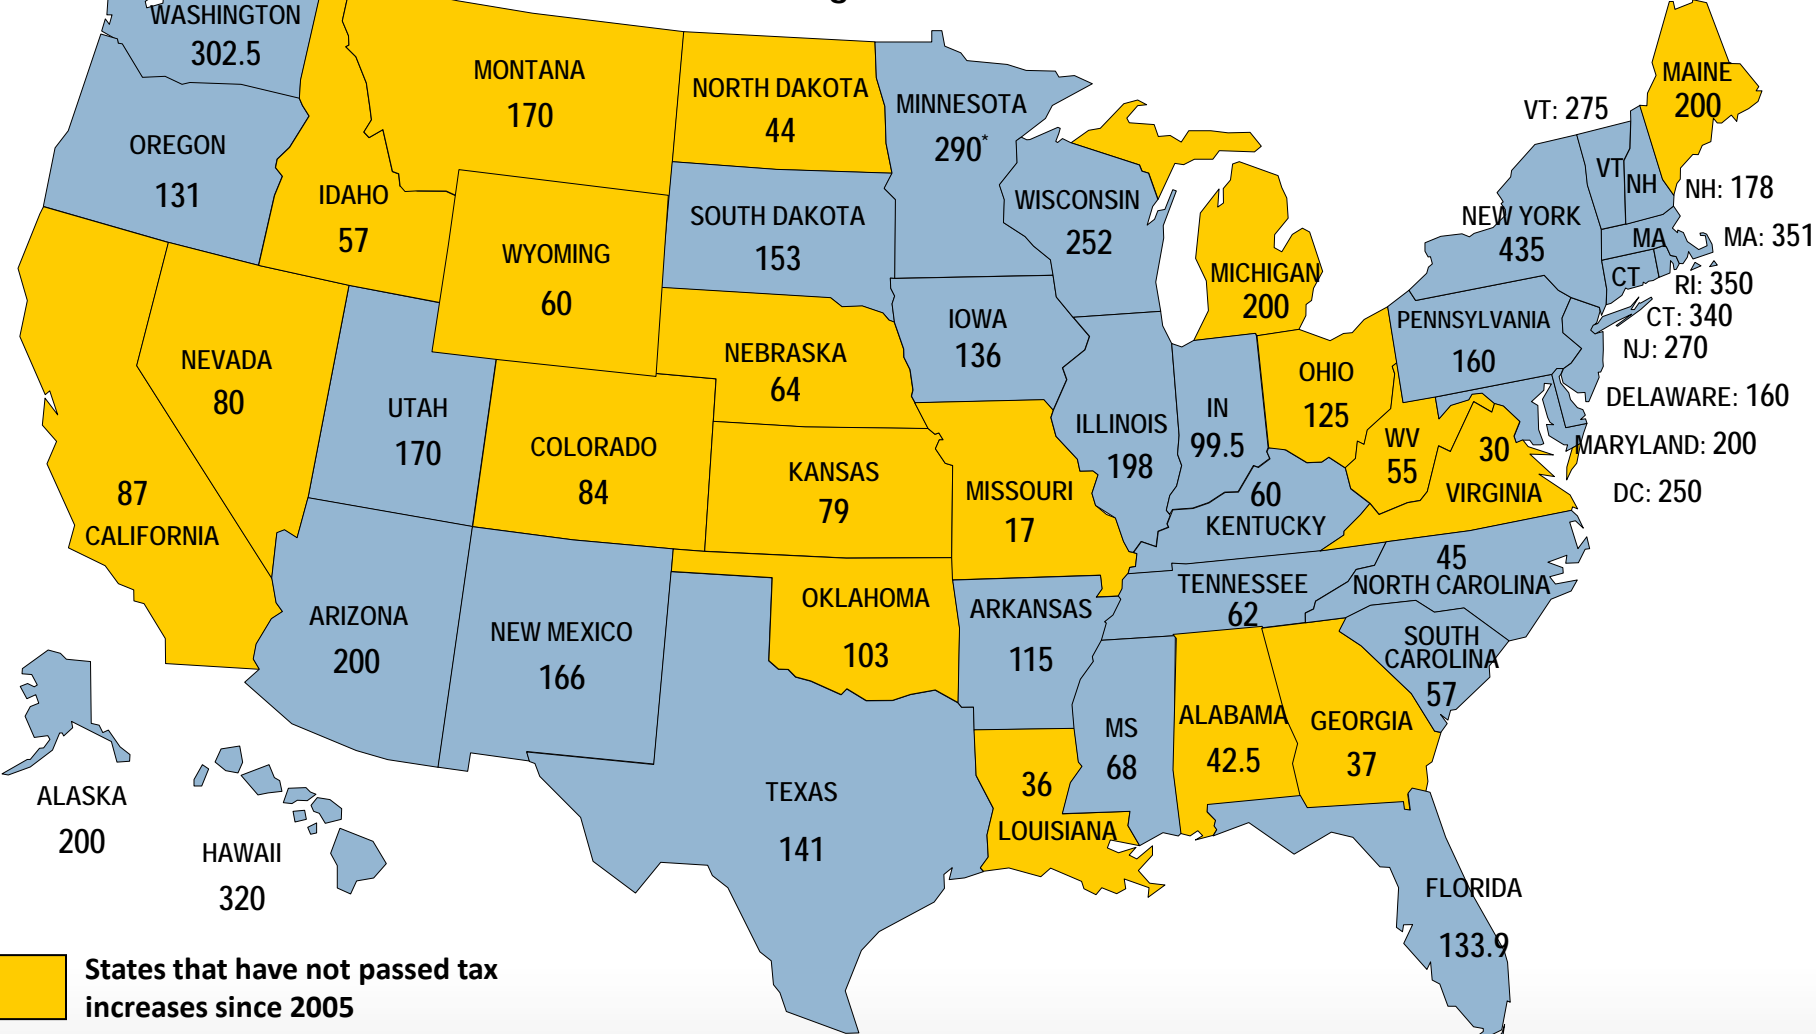 WASHINGTON
302.5
MONTANA
170
NORTH DAKOTA
44
MINNESOTA
290*
MAINE
200
VT: 275
OREGON
131
IDAHO
57
WYOMING
60
SOUTH DAKOTA
153
WISCONSIN
252
MICHIGAN
200
NEW YORK
435
VT
NH
NH: 178
MA
MA: 351
CT
RI: 350
CT: 340
NJ: 270
PENNSYLVANIA
160
DELAWARE: 160
MARYLAND: 200
DC: 250
NEVADA
80
UTAH
170
COLORADO
84
NEBRASKA
64
IOWA
136
KANSAS
79
MISSOURI
17
ILLINOIS
198
IN
99.5
OHIO
125
WV
55
30
VIRGINIA
60
KENTUCKY
87
CALIFORNIA
ARIZONA
200
NEW MEXICO
166
OKLAHOMA
103
ARKANSAS
115
TENNESSEE
62
45
NORTH CAROLINA
SOUTH
CAROLINA
57
MS
68
ALABAMA
42.5
GEORGIA
37
36
LOUISIANA
TEXAS
141
FLORIDA
133.9
ALASKA
200
HAWAII
320
States that have not passed tax
increases since 2005